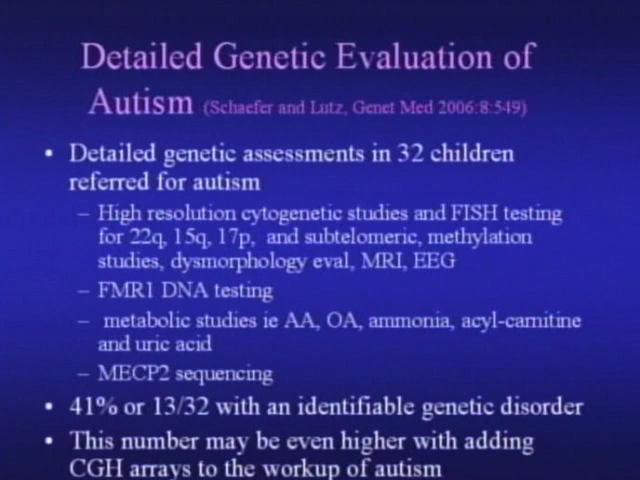 Detailed Genetic Evaluation of
Autism (Schaefer and Lutz, Genet Med 2006:8:549)
• Detailed genetic assessments in 32 children
referred for autism
– High resolution cytogenetic studies and FISH testing
for 22q, 15q, 17p, and subtelomeric, methylation
studies, dysmorphology eval, MRI, EEG
– FMR1 DNA testing
– metabolic studies ie AA, OA, ammonia, acyl-carnitine
and uric acid
– MECP2 sequencing
• 41% or 13/32 with an identifiable genetic disorder
• This number may be even higher with adding
CGH arrays to the workup of autism